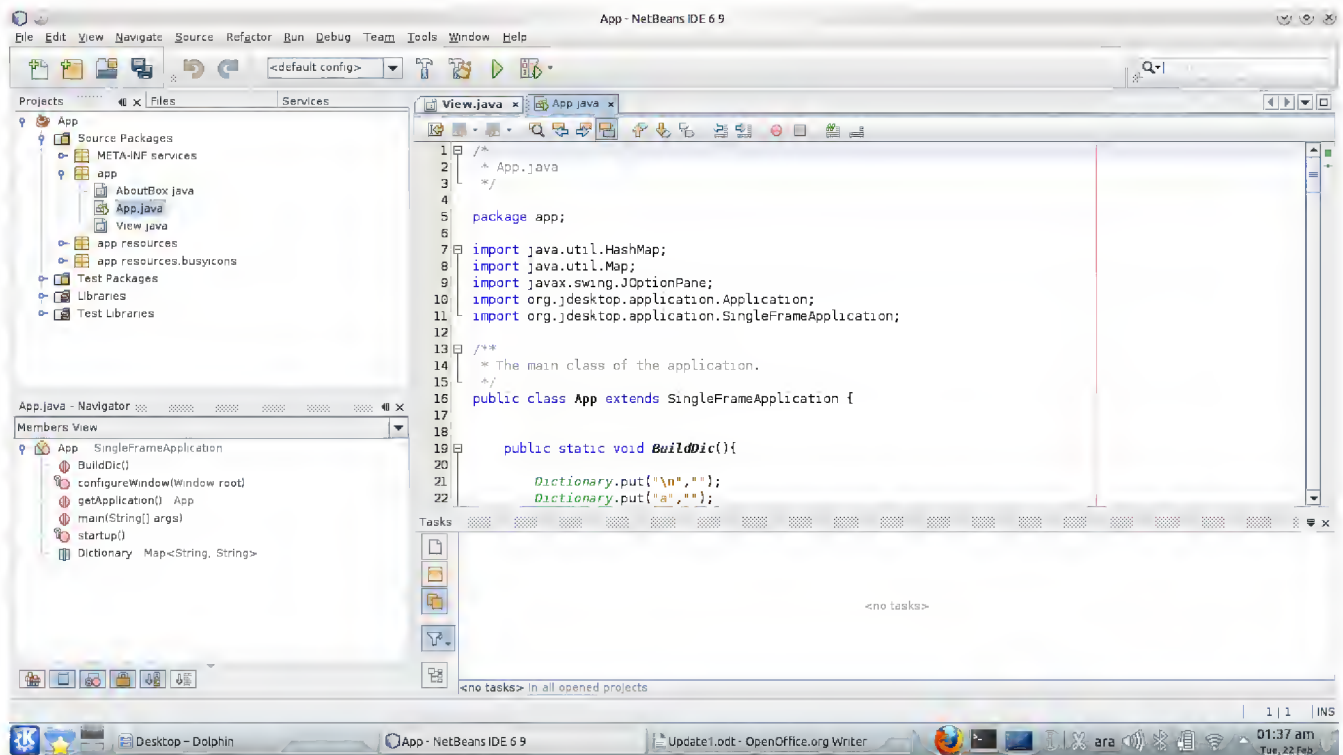 App - NetBeans IDE 6.9
File Edit View Navigate Source Refactor Run Debug Team Tools Window Help
<default config>
Projects Files Services
App
Source Packages
META-INF services
app
AboutBox java
App.java
View java
app resources
app resources.busyicons
Test Packages
Libraries
Test Libraries
App.java - Navigator
Members View
App SingleFrameApplication
BuildDic()
configureWindow(Window root)
getApplication() App
main(String[] args)
startup()
Dictionary Map<String, String>
View.java App java
1 /*
2 * App.java
3 */
4
5 package app;
6
7 import java.util.HashMap;
8 import java.util.Map;
9 import javax.swing.JOptionPane;
10 import org.jdesktop.application.Application;
11 import org.jdesktop.application.SingleFrameApplication;
12
13 /**
14 * The main class of the application.
15 */
16 public class App extends SingleFrameApplication {
17
18
19 public static void BuildDic(){
20
21 Dictionary.put("\n","");
22 Dictionary.put("a","");
Tasks
<no tasks>
<no tasks> in all opened projects
1 | 1 INS
Desktop – Dolphin
App - NetBeans IDE 6 9
Update1.odt - OpenOffice.org Writer
ara
01:37 am
Tue, 22 Feb